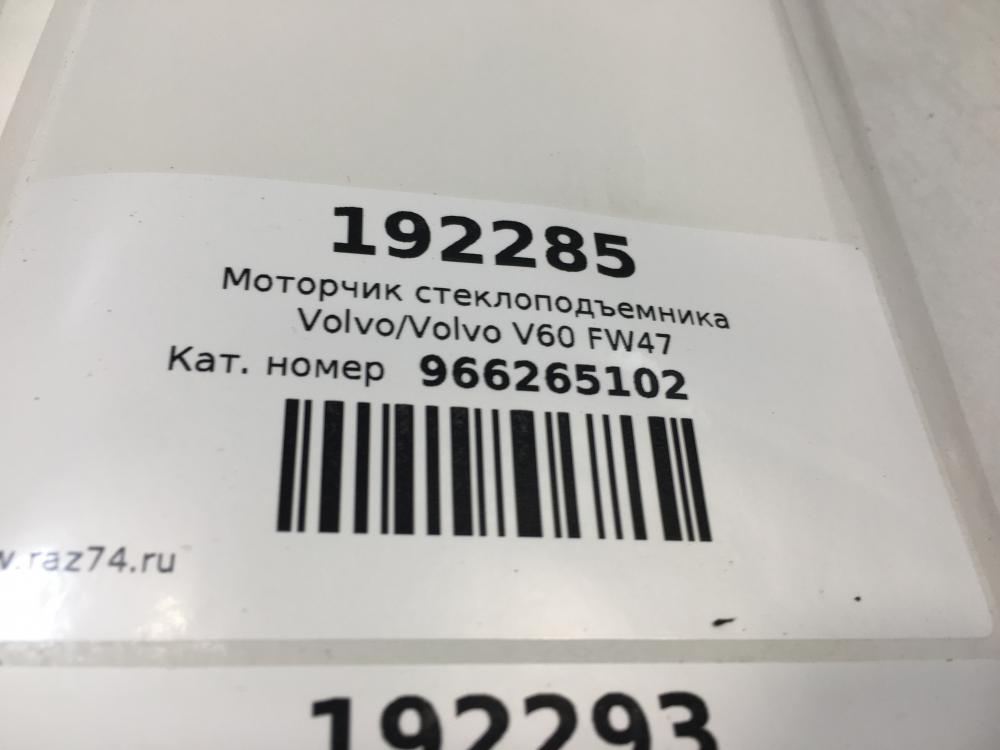 192285
Моторчик стеклоподъемника
Volvo/Volvo V60 FW47
Кат. номер 966265102
w.raz74.ru
192293